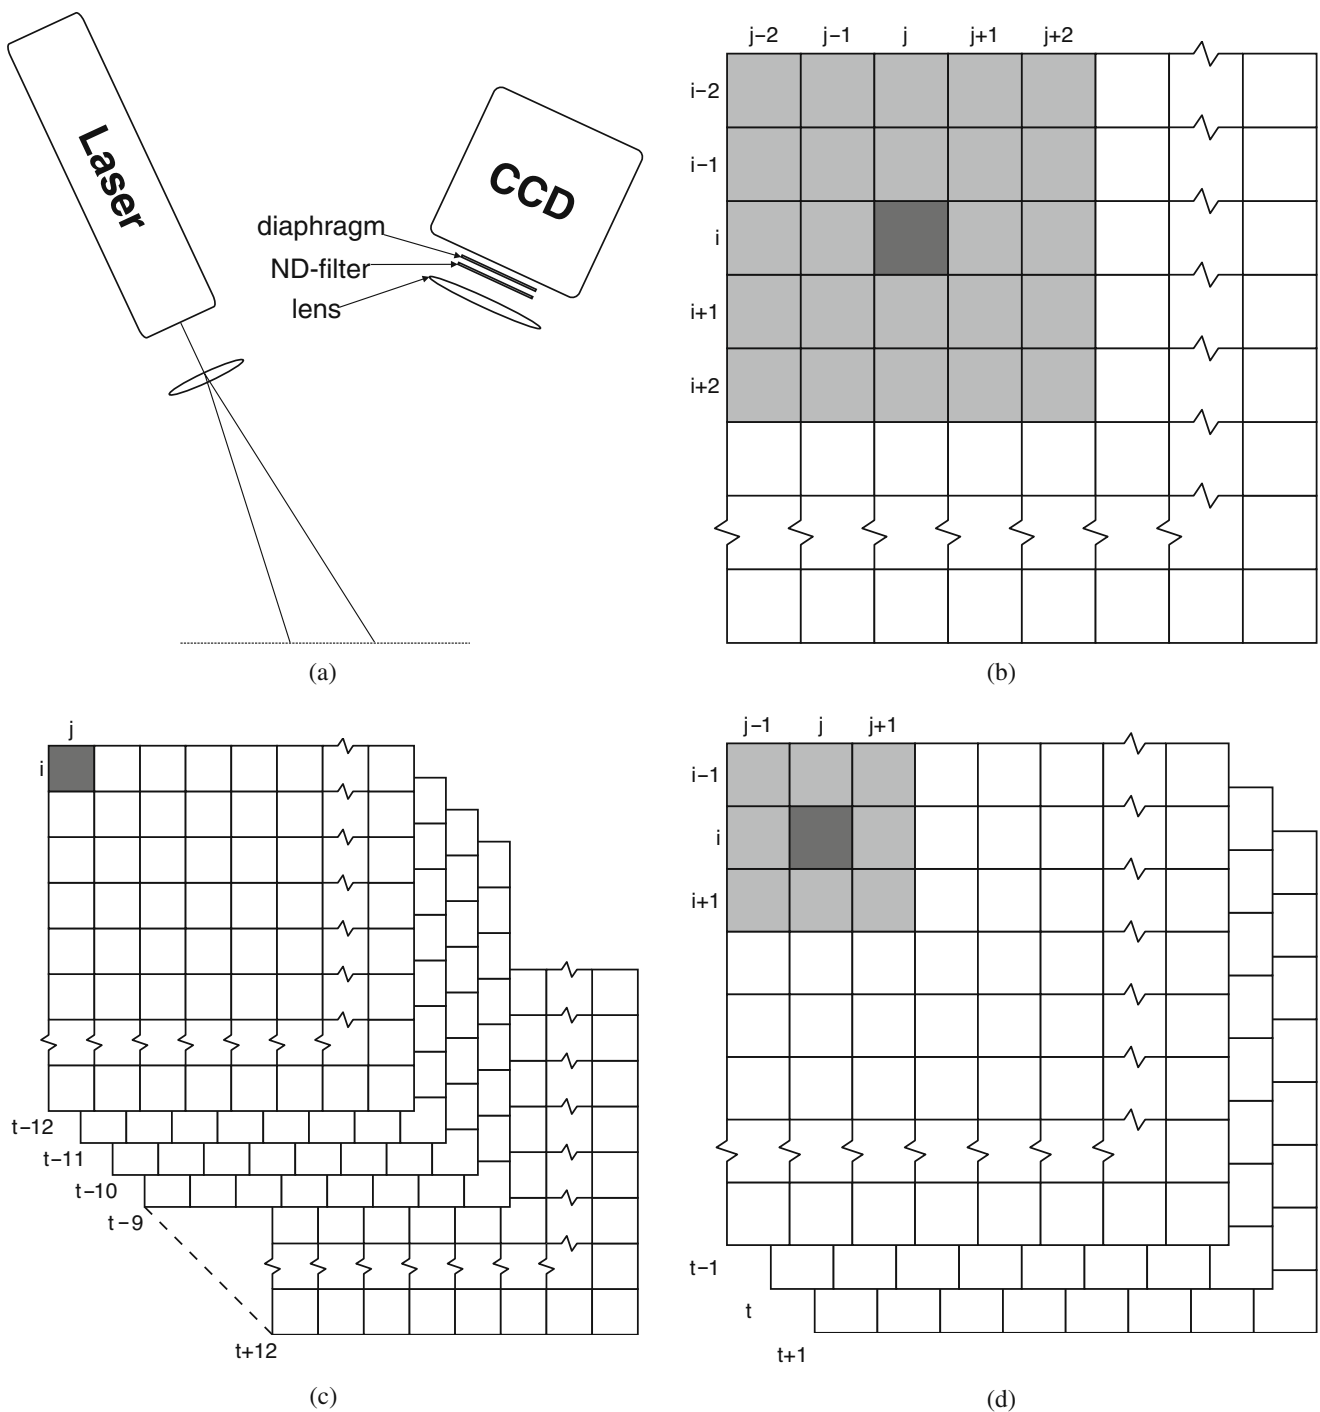 Laser
CCD
diaphragm
ND-filter
lens
(a)
j−2 j−1 j j+1 j+2
i−2
i−1
i
i+1
i+2
(b)
j
i
t−12
t−11
t−10
t−9
t+12
(c)
j−1 j j+1
i−1
i
i+1
t−1
t
t+1
(d)